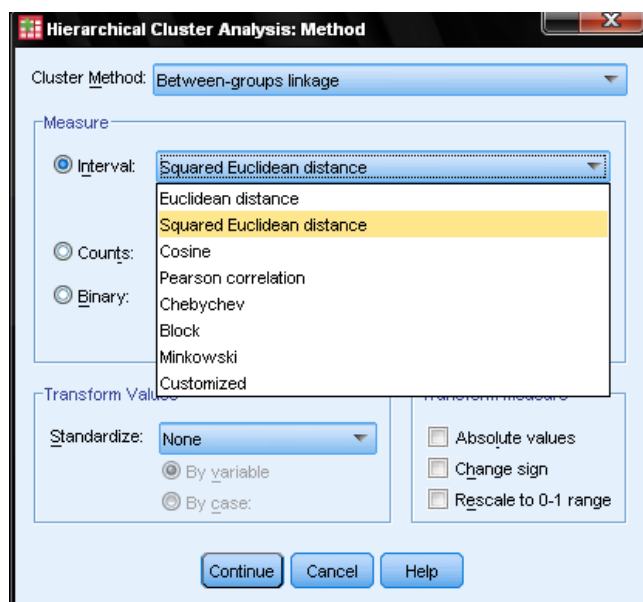 Hierarchical Cluster Analysis: Method
Cluster Method: Between-groups linkage
Measure
Interval: Squared Euclidean distance
Euclidean distance
Squared Euclidean distance
Cosine
Counts:
Pearson correlation
Binary:
Chebychev
Block
Minkowski
Customized
Transform Values
Transform Measure
Standardize: None
By variable
By case:
Absolute values
Change sign
Rescale to 0-1 range
Continue Cancel Help